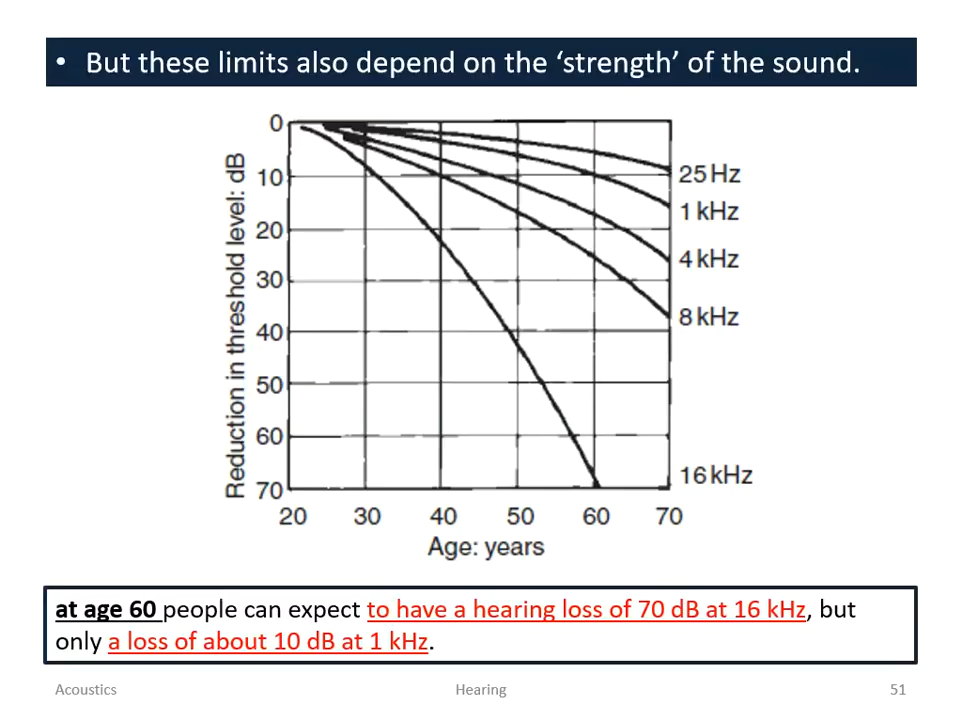 • But these limits also depend on the ‘strength’ of the sound.
Reduction in threshold level: dB
0
10
20
30
40
50
60
70
25 Hz
1 kHz
4 kHz
8 kHz
16 kHz
20 30 40 50 60 70
Age: years
at age 60 people can expect to have a hearing loss of 70 dB at 16 kHz, but
only a loss of about 10 dB at 1 kHz.
Acoustics Hearing 51